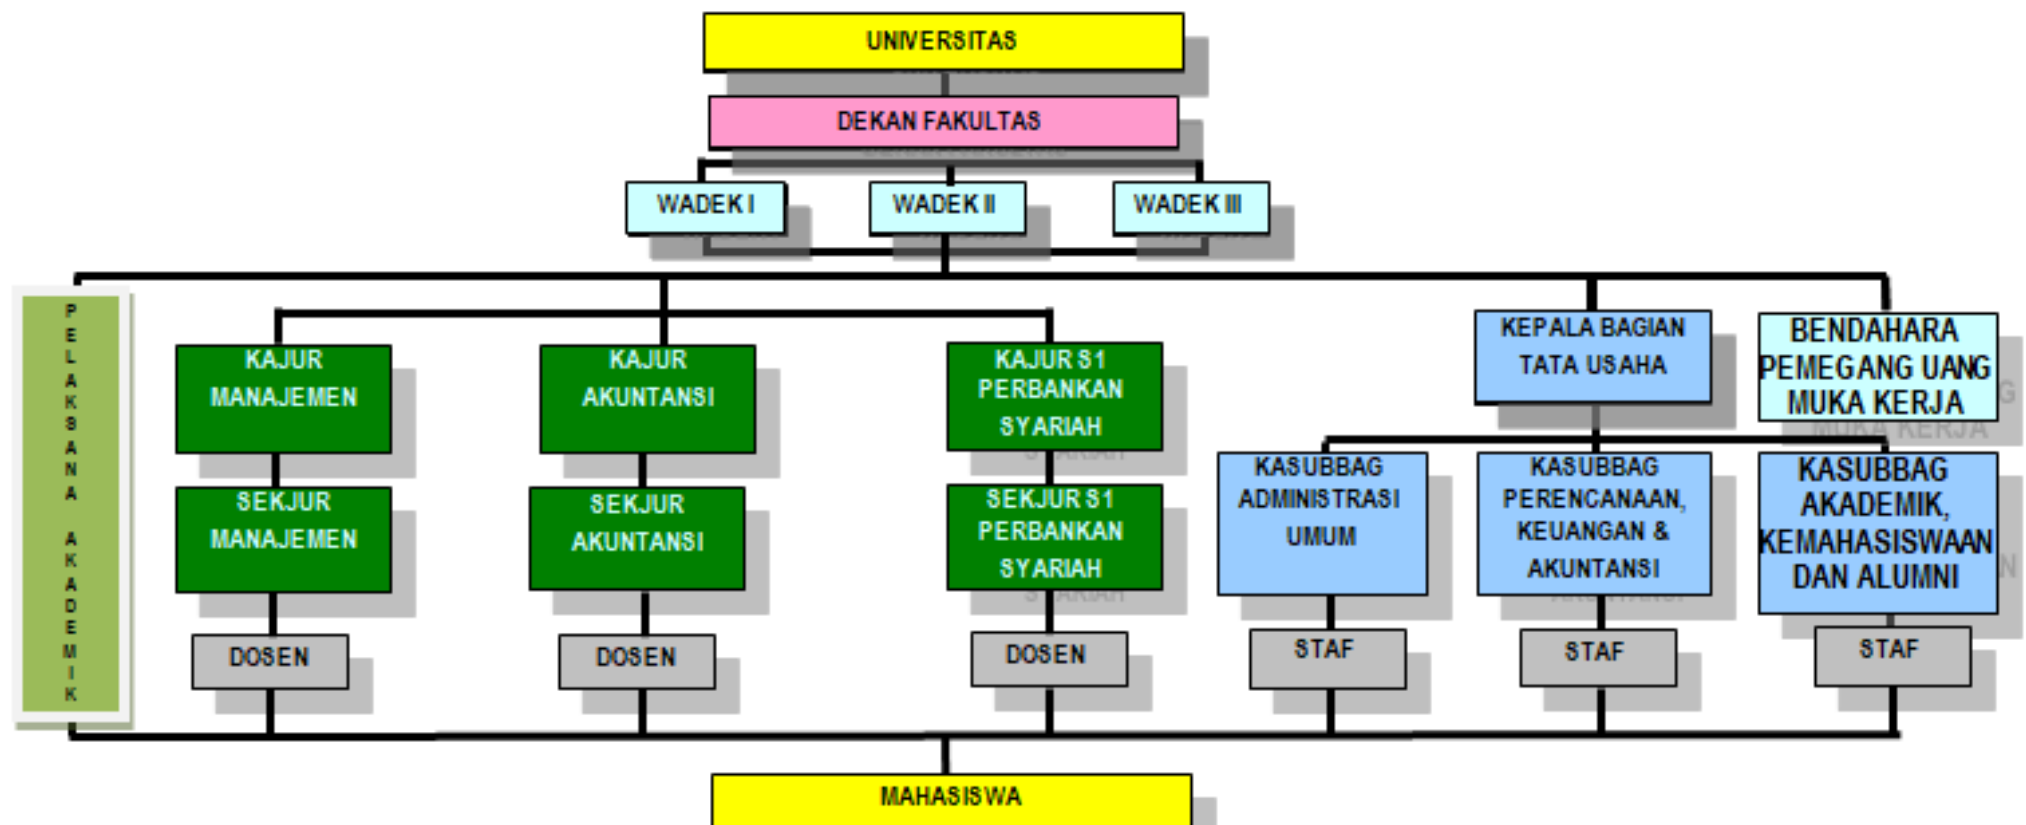 UNIVERSITAS
DEKAN FAKULTAS
WADEK I
WADEK II
WADEK III
PELAKSANA AKADEMIK
KAJUR
MANAJEMEN
KAJUR
AKUNTANSI
KAJUR S1
PERBANKAN
SYARIAH
KEPALA BAGIAN
TATA USAHA
BENDAHARA
PEMEGANG UANG
MUKA KERJA
SEKJUR
MANAJEMEN
SEKJUR
AKUNTANSI
SEKJUR S1
PERBANKAN
SYARIAH
KASUBBAG
ADMINISTRASI
UMUM
KASUBBAG
PERENCANAAN,
KEUANGAN &
AKUNTANSI
KASUBBAG
AKADEMIK,
KEMAHASISWAAN
DAN ALUMNI
DOSEN
DOSEN
DOSEN
STAF
STAF
STAF
MAHASISWA